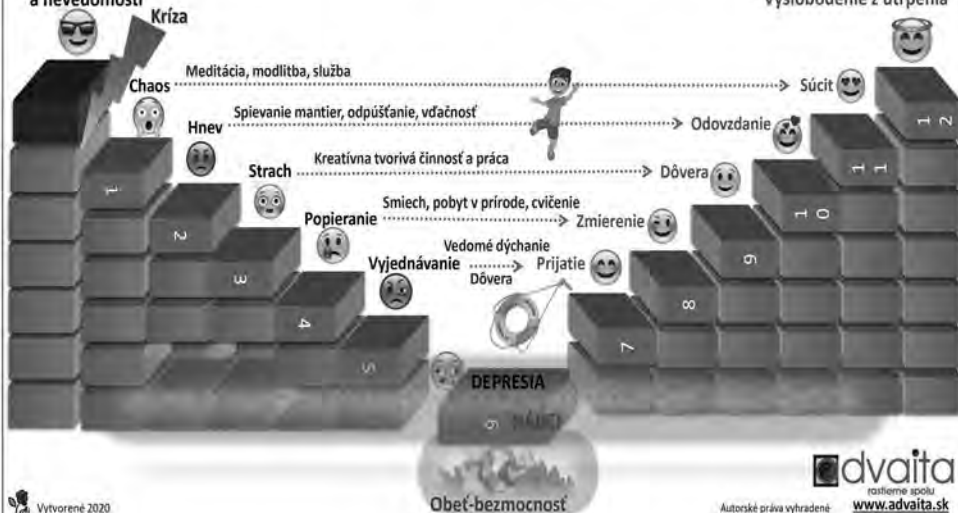 a nevedomosti
Vyslobodenie z utrpenia
Kríza
Chaos
Meditácia, modlitba, služba
Súcit
Hnev
Spievanie mantier, odpúšťanie, vďačnosť
Odovzdanie
Strach
Kreatívna tvorivá činnosť a práca
Dôvera
Popieranie
Smiech, pobyt v prírode, cvičenie
Zmierenie
Vyjednávanie
Vedomé dýchanie
Dôvera
Prijatie
1
2
3
4
5
6
7
8
9
10
11
12
DEPRESIA
NÁDEJ
Obeť-bezmocnosť
Vytvorené 2020
advaita
rastieme spolu
Autorské práva vyhradené
www.advaita.sk